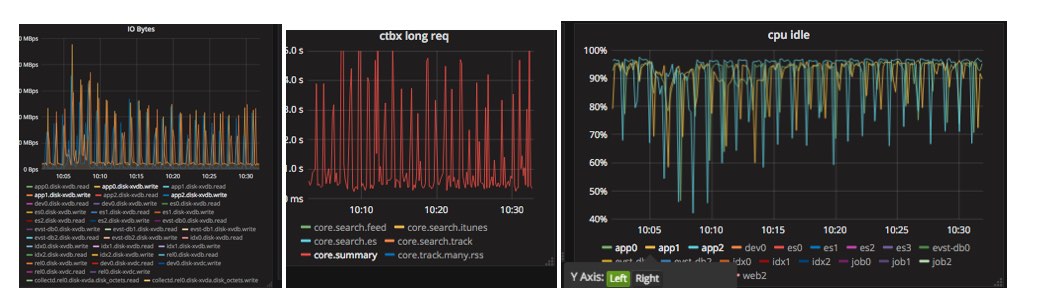 IO Bytes
0 MBps
0 MBps
0 MBps
0 MBps
0 MBps
0 Bps
10:05 10:10 10:15 10:20 10:25 10:30
app0.disk-xvdb.read app0.disk-xvdb.write app1.disk-xvdb.read
app1.disk-xvdb.write app2.disk-xvdb.read app2.disk-xvdb.write
dev0.disk-xvdb.read dev0.disk-xvdb.write es0.disk-xvdb.read
es0.disk-xvdb.write es1.disk-xvdb.read es1.disk-xvdb.write
es2.disk-xvdb.read es2.disk-xvdb.write evst-db0.disk-xvdb.read
evst-db0.disk-xvdb.write evst-db1.disk-xvdb.read evst-db1.disk-xvdb.write
evst-db2.disk-xvdb.read evst-db2.disk-xvdb.write idx0.disk-xvdb.read
idx0.disk-xvdb.write idx1.disk-xvdb.read idx1.disk-xvdb.write
rel0.disk-xvdb.read rel0.disk-xvdb.write dev0.disk-xvdc.read
dev0.disk-xvdc.write rel0.disk-xvdc.read rel0.disk-xvdc.write
collectd.rel0.disk-xvda.disk_octets.read collectd.rel0.disk-xvda.disk_octets.write
ctbx long req
5.0 s
4.0 s
3.0 s
2.0 s
1.0 s
0 ms
10:10 10:20 10:30
core.search.feed core.search.itunes
core.search.es core.search.track
core.summary core.track.many.rss
cpu idle
100%
90%
80%
70%
60%
50%
40%
10:05 10:10 10:15 10:20 10:25 10:30
app0 app1 app2 dev0 es0 es1 es2 es3 evst-db0
evst-db1 evst-db2 idx0 idx1 idx2 job0 job1 job2
web2
Y Axis: Left Right